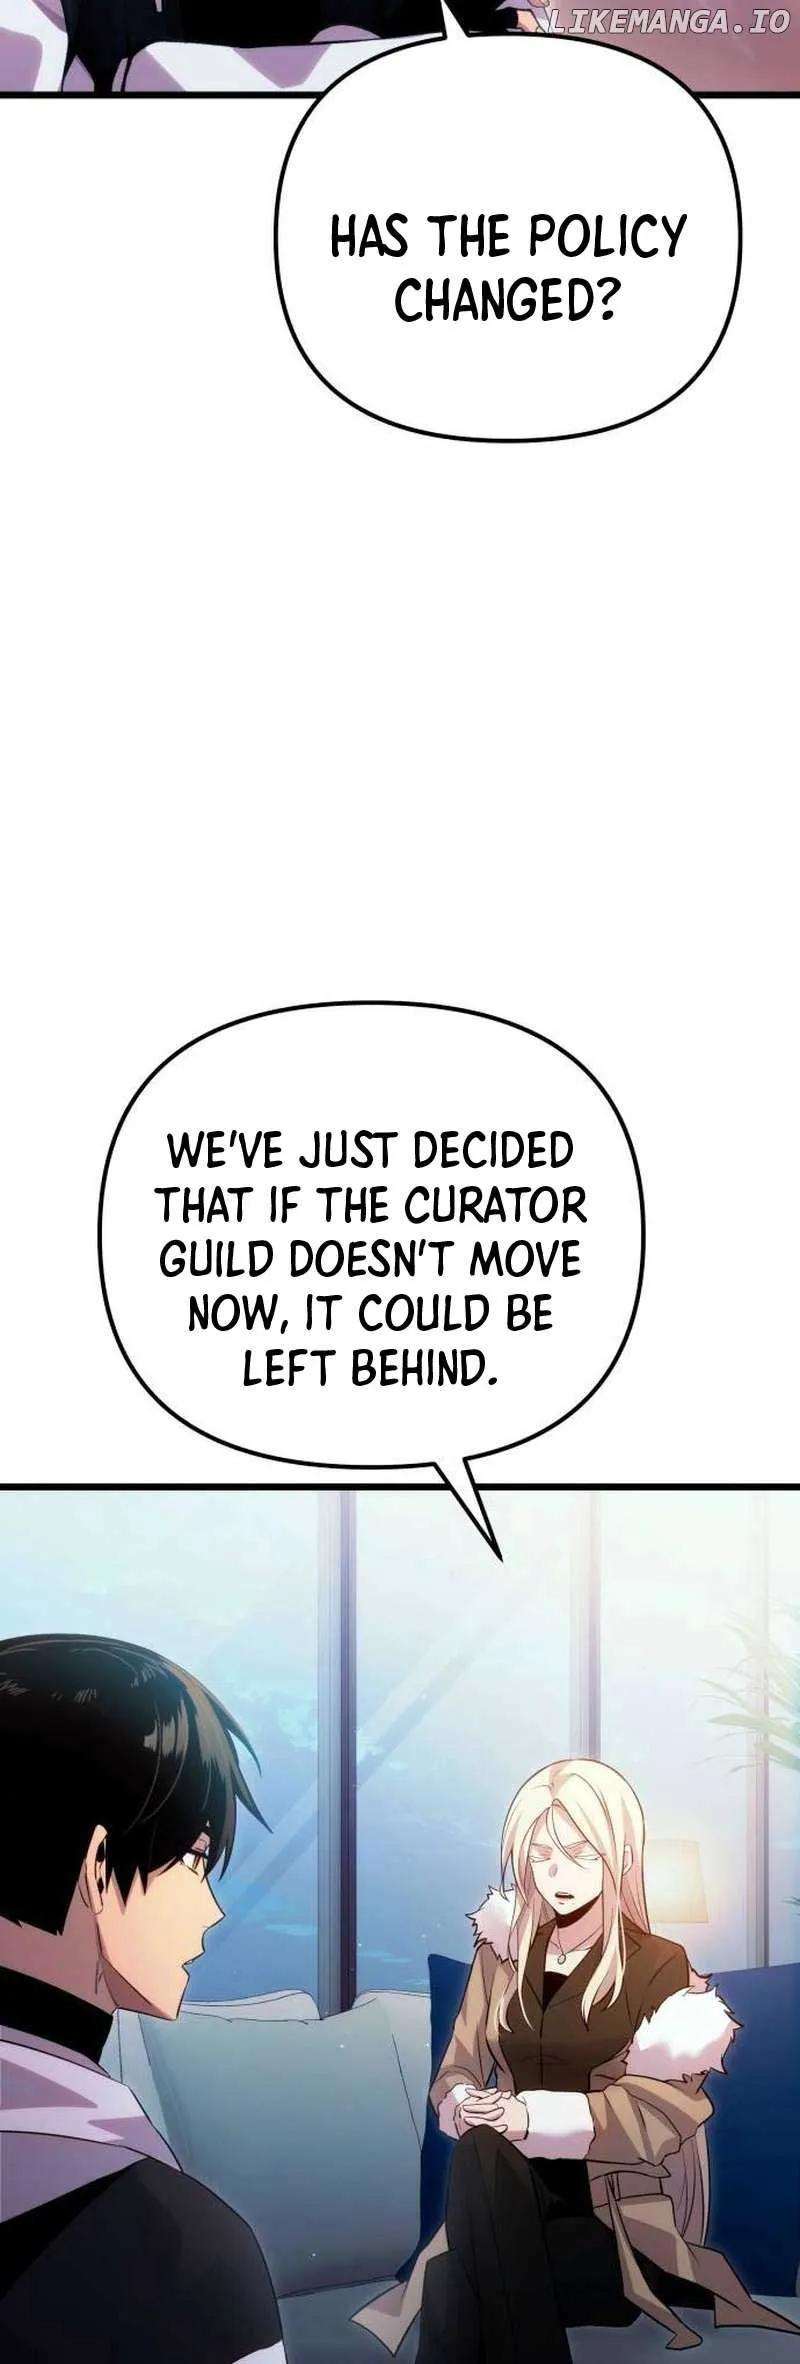 LIKEMANGA.IO
HAS THE POLICY
CHANGED?
WE'VE JUST DECIDED
THAT IF THE CURATOR
GUILD DOESN'T MOVE
NOW, IT COULD BE
LEFT BEHIND.